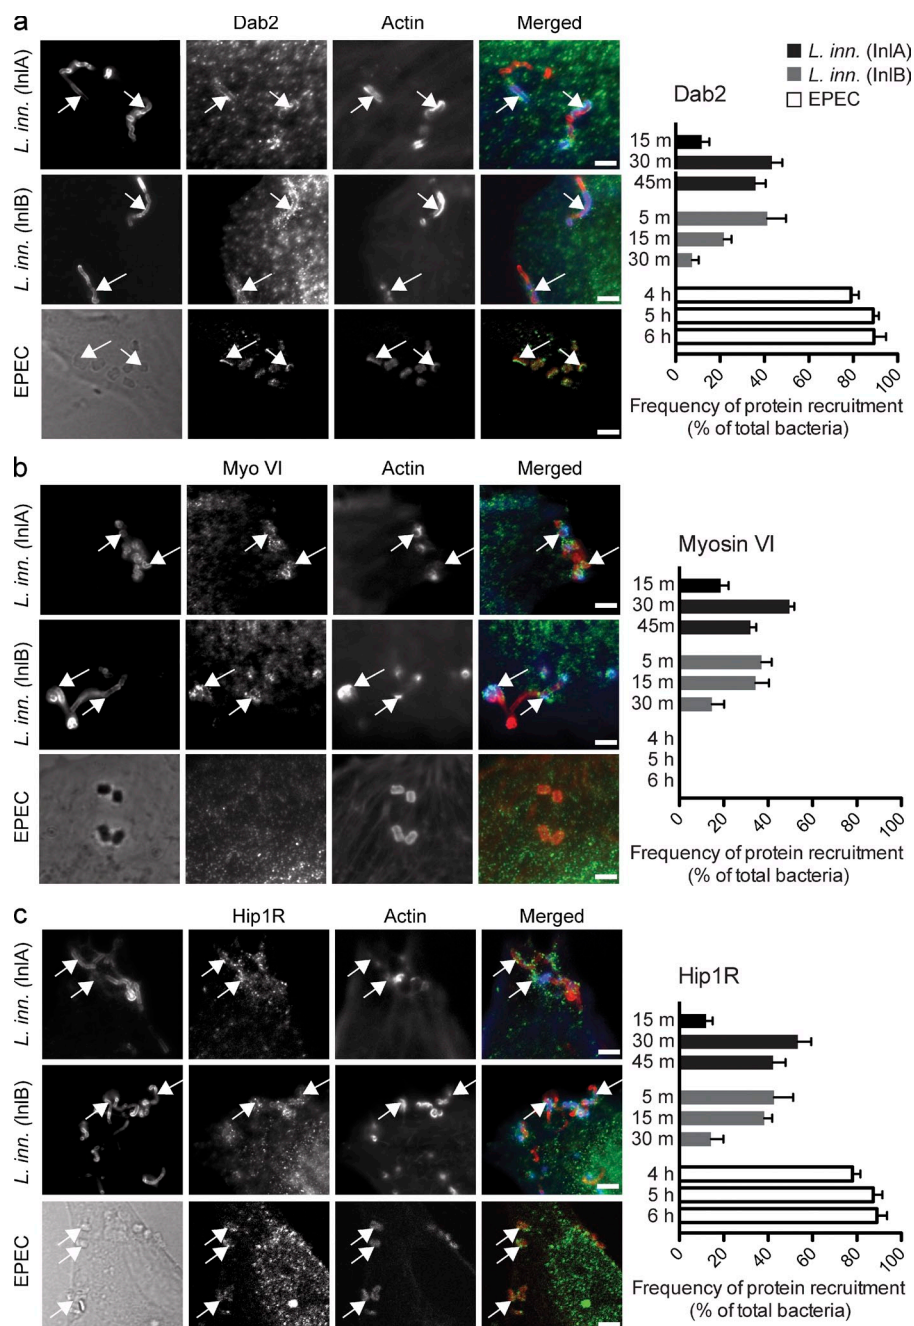 a
Dab2 Actin Merged
L. inn. (InlA)
L. inn. (InlB)
EPEC
L. inn. (InlA)
L. inn. (InlB)
EPEC
Dab2
15 m
30 m
45m
5 m
15 m
30 m
4 h
5 h
6 h
0 20 40 60 80 100
Frequency of protein recruitment
(% of total bacteria)
b
Myo VI Actin Merged
L. inn. (InlA)
L. inn. (InlB)
EPEC
Myosin VI
15 m
30 m
45m
5 m
15 m
30 m
4 h
5 h
6 h
0 20 40 60 80 100
Frequency of protein recruitment
(% of total bacteria)
c
Hip1R Actin Merged
L. inn. (InlA)
L. inn. (InlB)
EPEC
Hip1R
15 m
30 m
45 m
5 m
15 m
30 m
4 h
5 h
6 h
0 20 40 60 80 100
Frequency of protein recruitment
(% of total bacteria)